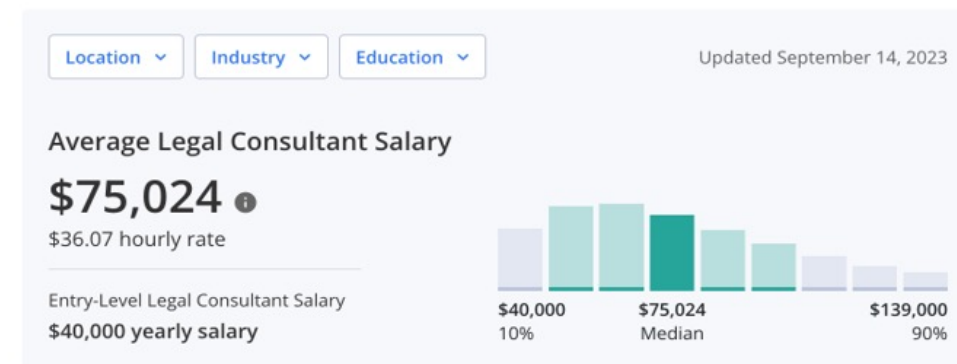 Location Industry Education Updated September 14, 2023
Average Legal Consultant Salary
$75,024
$36.07 hourly rate
Entry-Level Legal Consultant Salary
$40,000 yearly salary
$40,000 $75,024 $139,000
10% Median 90%